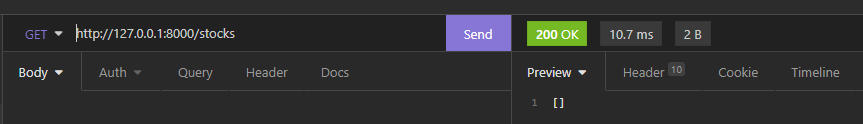 GET http://127.0.0.1:8000/stocks Send 200 OK 10.7 ms 2 B
Body Auth Query Header Docs Preview Header 10 Cookie Timeline
1 []